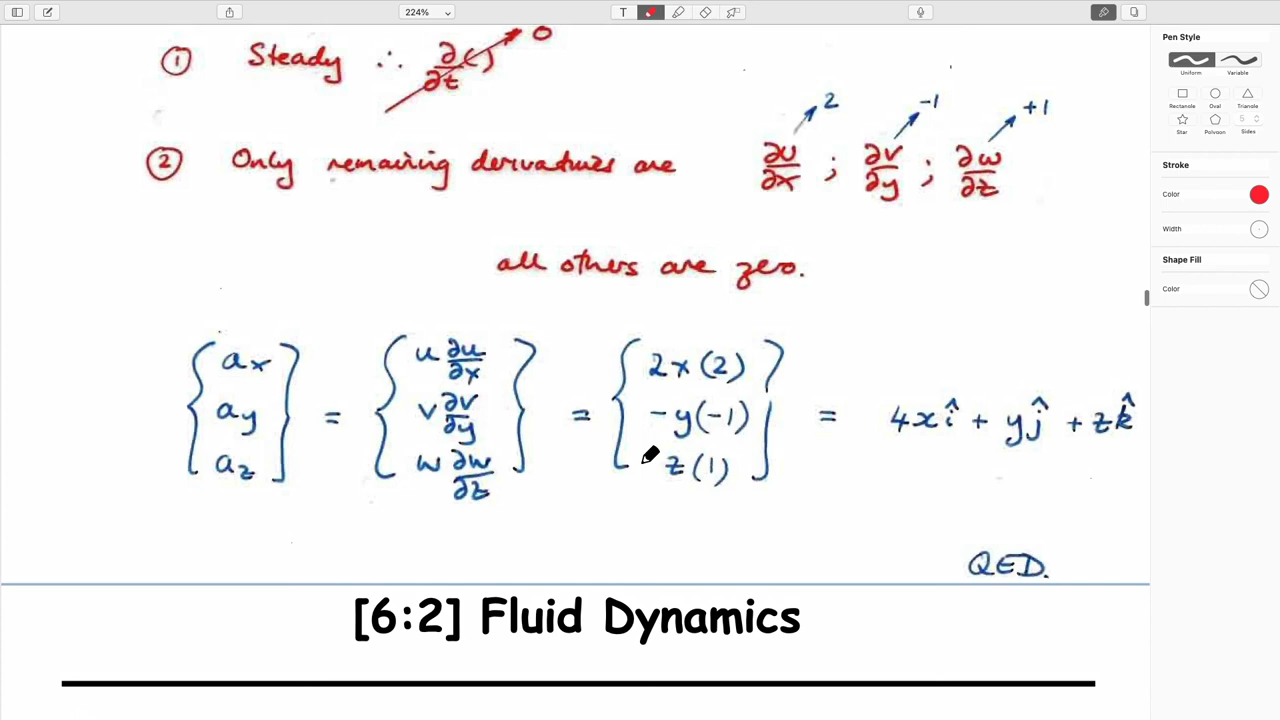 224%
T
Pen Style
Uniform Variable
Rectangle Oval Triangle
Star Polygon 5 Sides
Stroke
Color
Width
Shape Fill
Color
① Steady ∴ ∂( )/∂t → 0
② Only remaining derivatives are ∂u/∂x → 2 ; ∂v/∂y → -1 ; ∂w/∂z → +1
all others are zero.
{ax ay az} = {u ∂u/∂x v ∂v/∂y w ∂w/∂z} = {2x(2) -y(-1) z(1)} = 4xî + yĵ + zk̂
QED.
[6:2] Fluid Dynamics